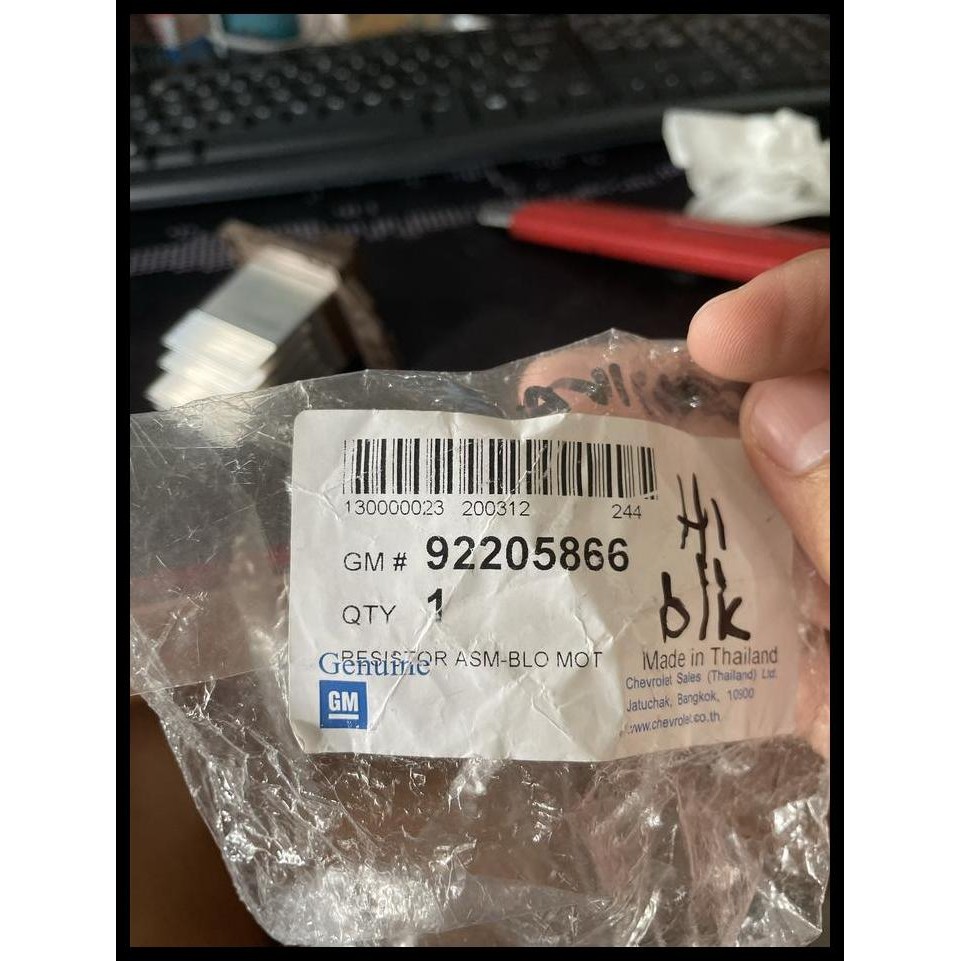 130000023 200312 244
GM # 92205866
QTY 1
RESISTOR ASM-BLO MOT
Genuine
GM
H1
blk
Made in Thailand
Chevrolet Sales (Thailand) Ltd.
Jatuchak, Bangkok, 10900
www.chevrolet.co.th